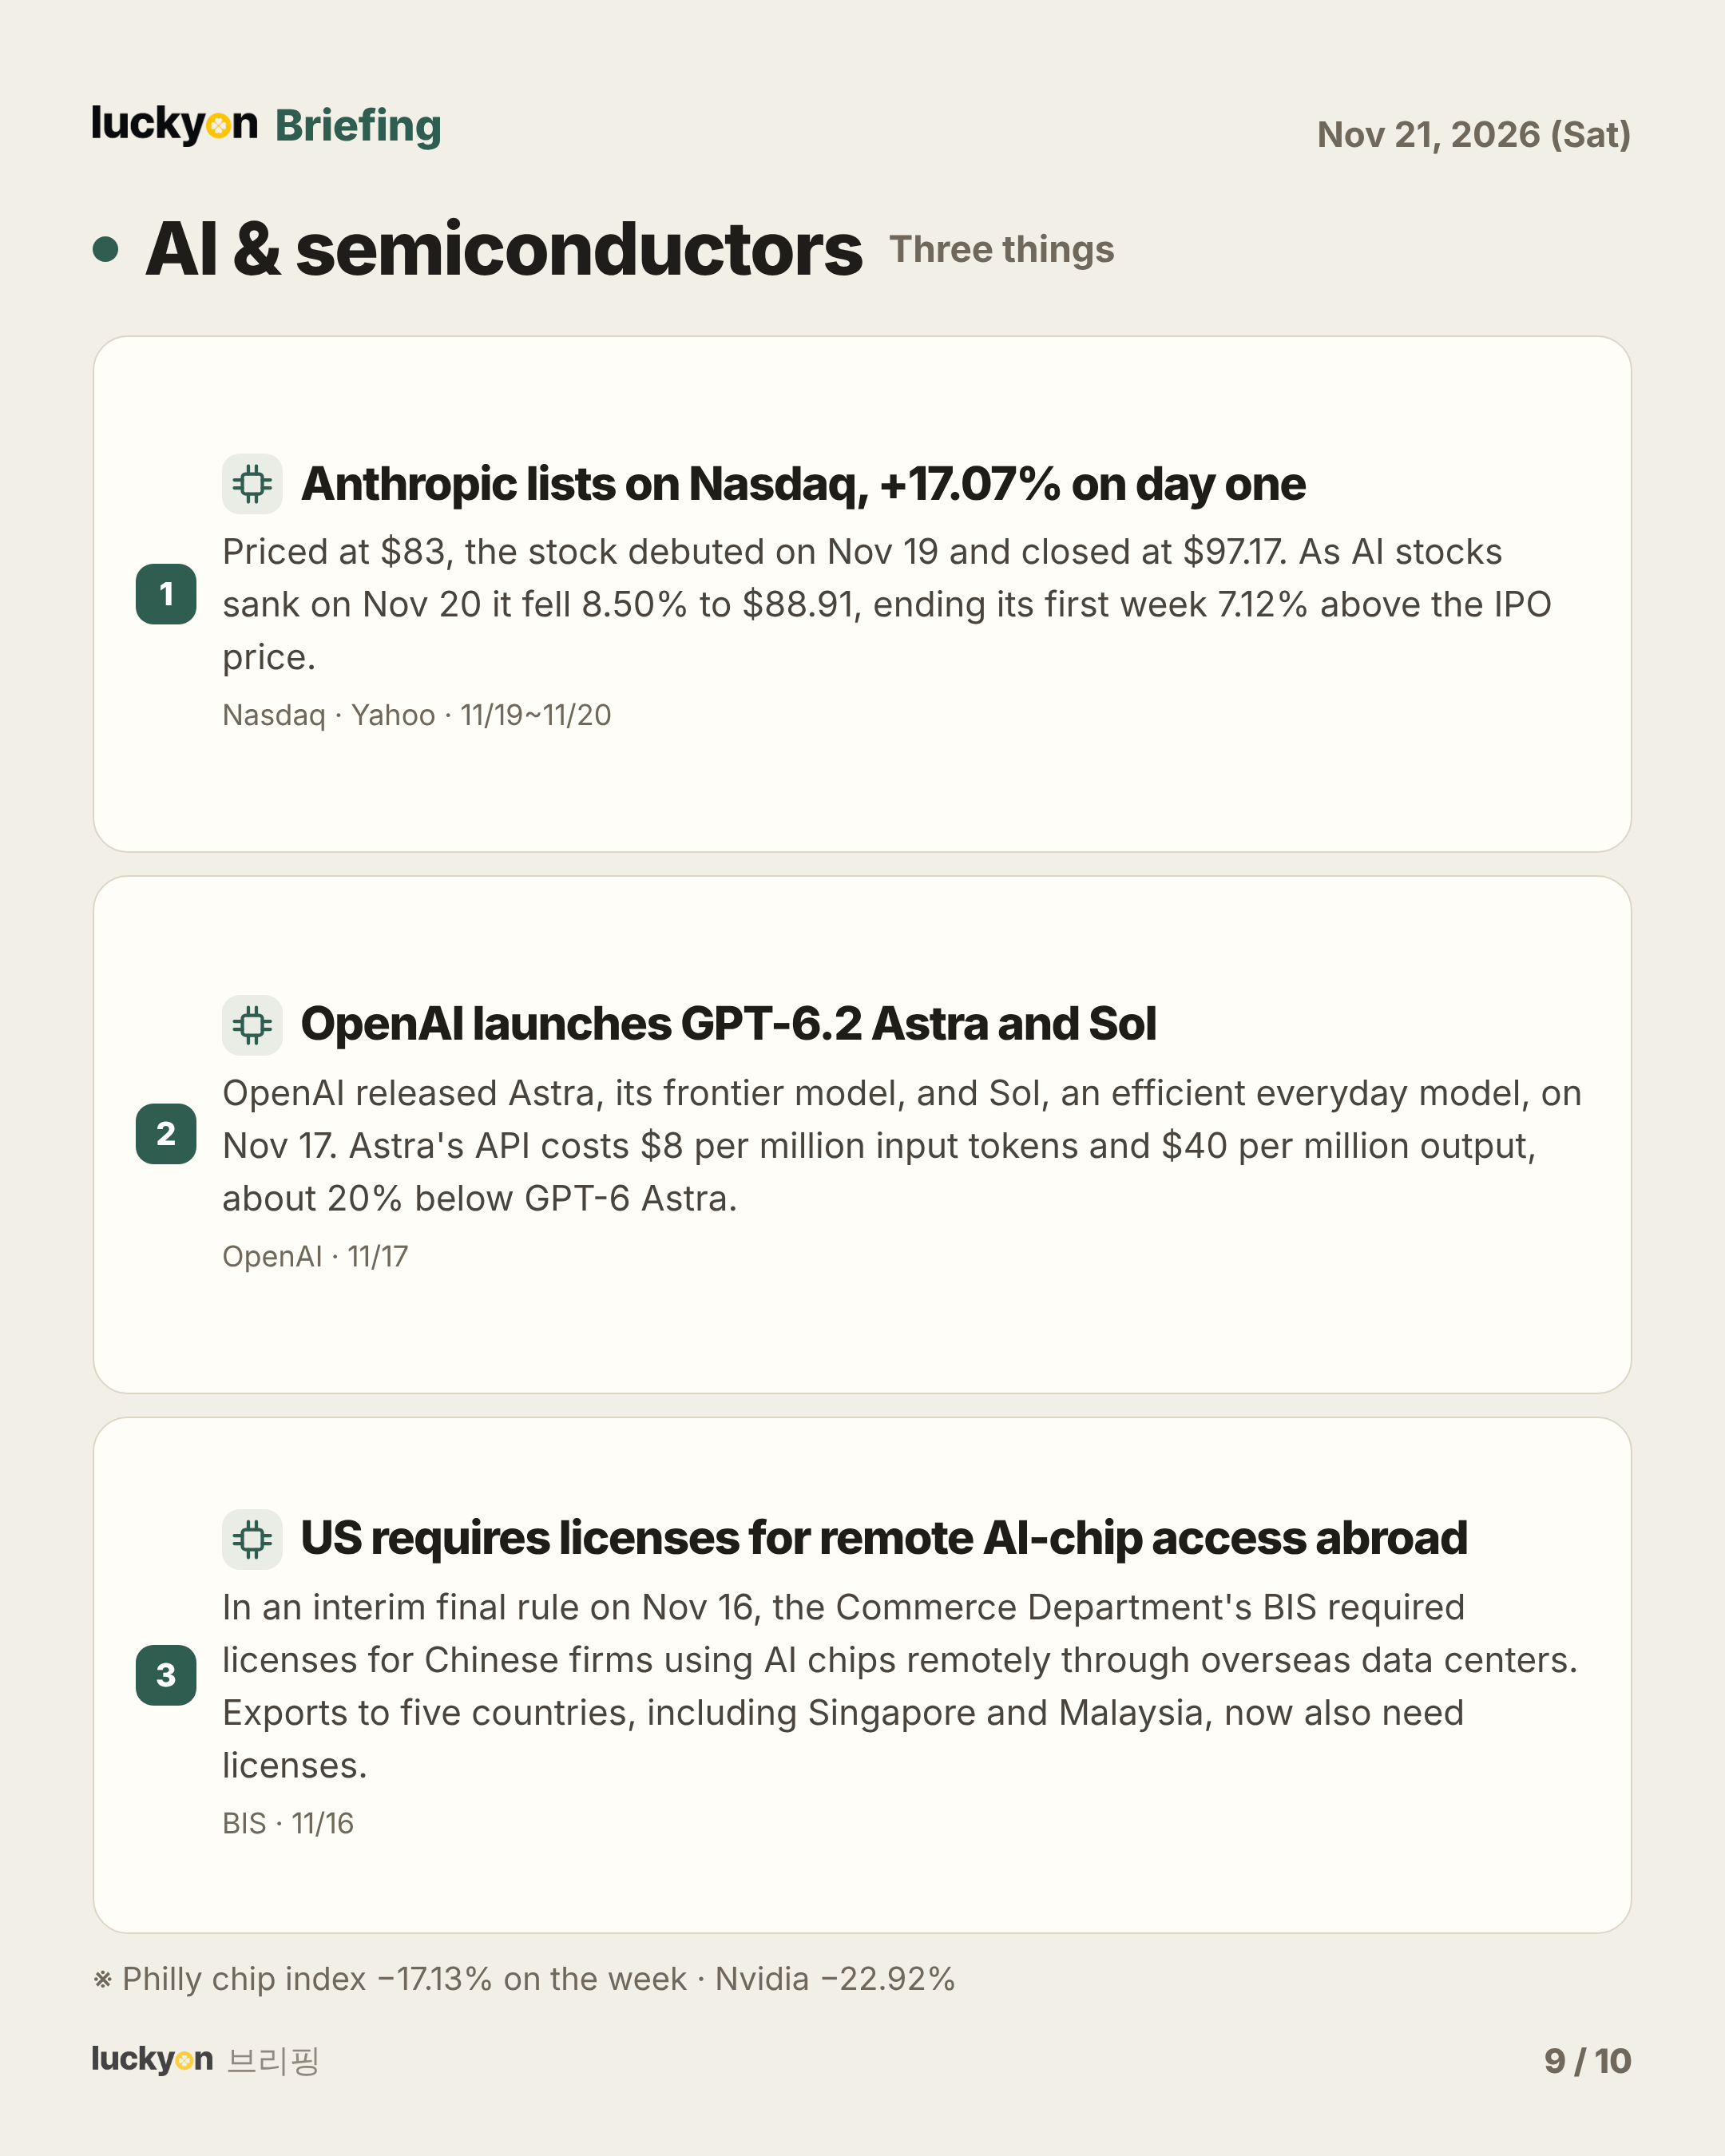 luckyon Briefing
Nov 21, 2026 (Sat)
AI & semiconductors Three things
Anthropic lists on Nasdaq, +17.07% on day one
1
Priced at $83, the stock debuted on Nov 19 and closed at $97.17. As AI stocks
sank on Nov 20 it fell 8.50% to $88.91, ending its first week 7.12% above the IPO
price.
Nasdaq · Yahoo · 11/19~11/20
OpenAI launches GPT-6.2 Astra and Sol
2
OpenAI released Astra, its frontier model, and Sol, an efficient everyday model, on
Nov 17. Astra's API costs $8 per million input tokens and $40 per million output,
about 20% below GPT-6 Astra.
OpenAI · 11/17
US requires licenses for remote AI-chip access abroad
3
In an interim final rule on Nov 16, the Commerce Department's BIS required
licenses for Chinese firms using AI chips remotely through overseas data centers.
Exports to five countries, including Singapore and Malaysia, now also need
licenses.
BIS · 11/16
※ Philly chip index −17.13% on the week · Nvidia −22.92%
luckyon 브리핑
9 / 10